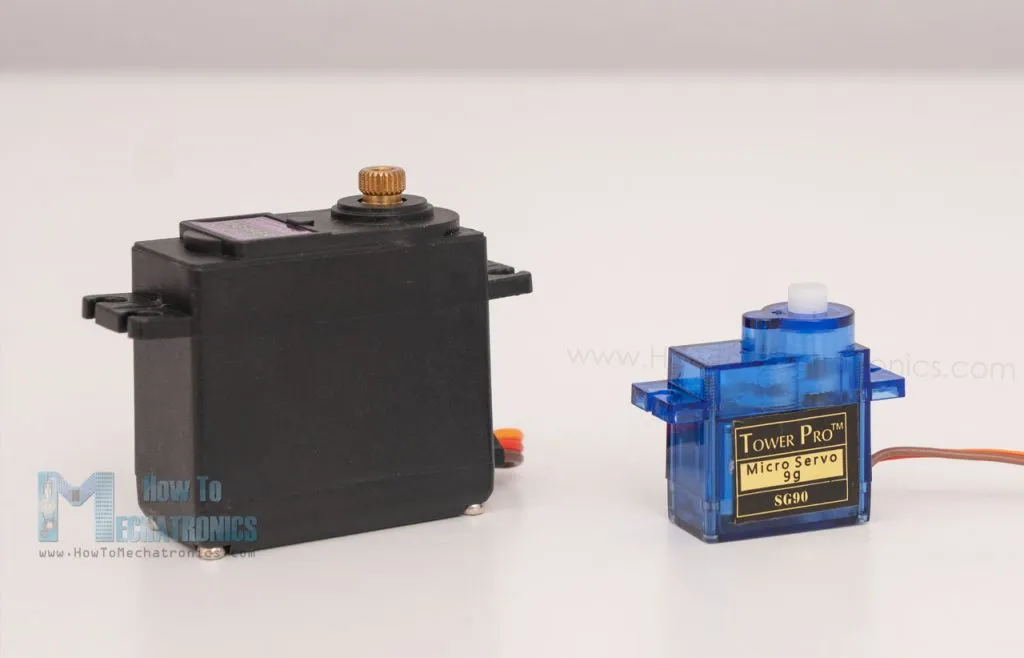 www.HowToMechatronics.com
TOWER PRO™
Micro Servo
9g
SG90
How To
MECHATRONICS
www.HowToMechatronics.com